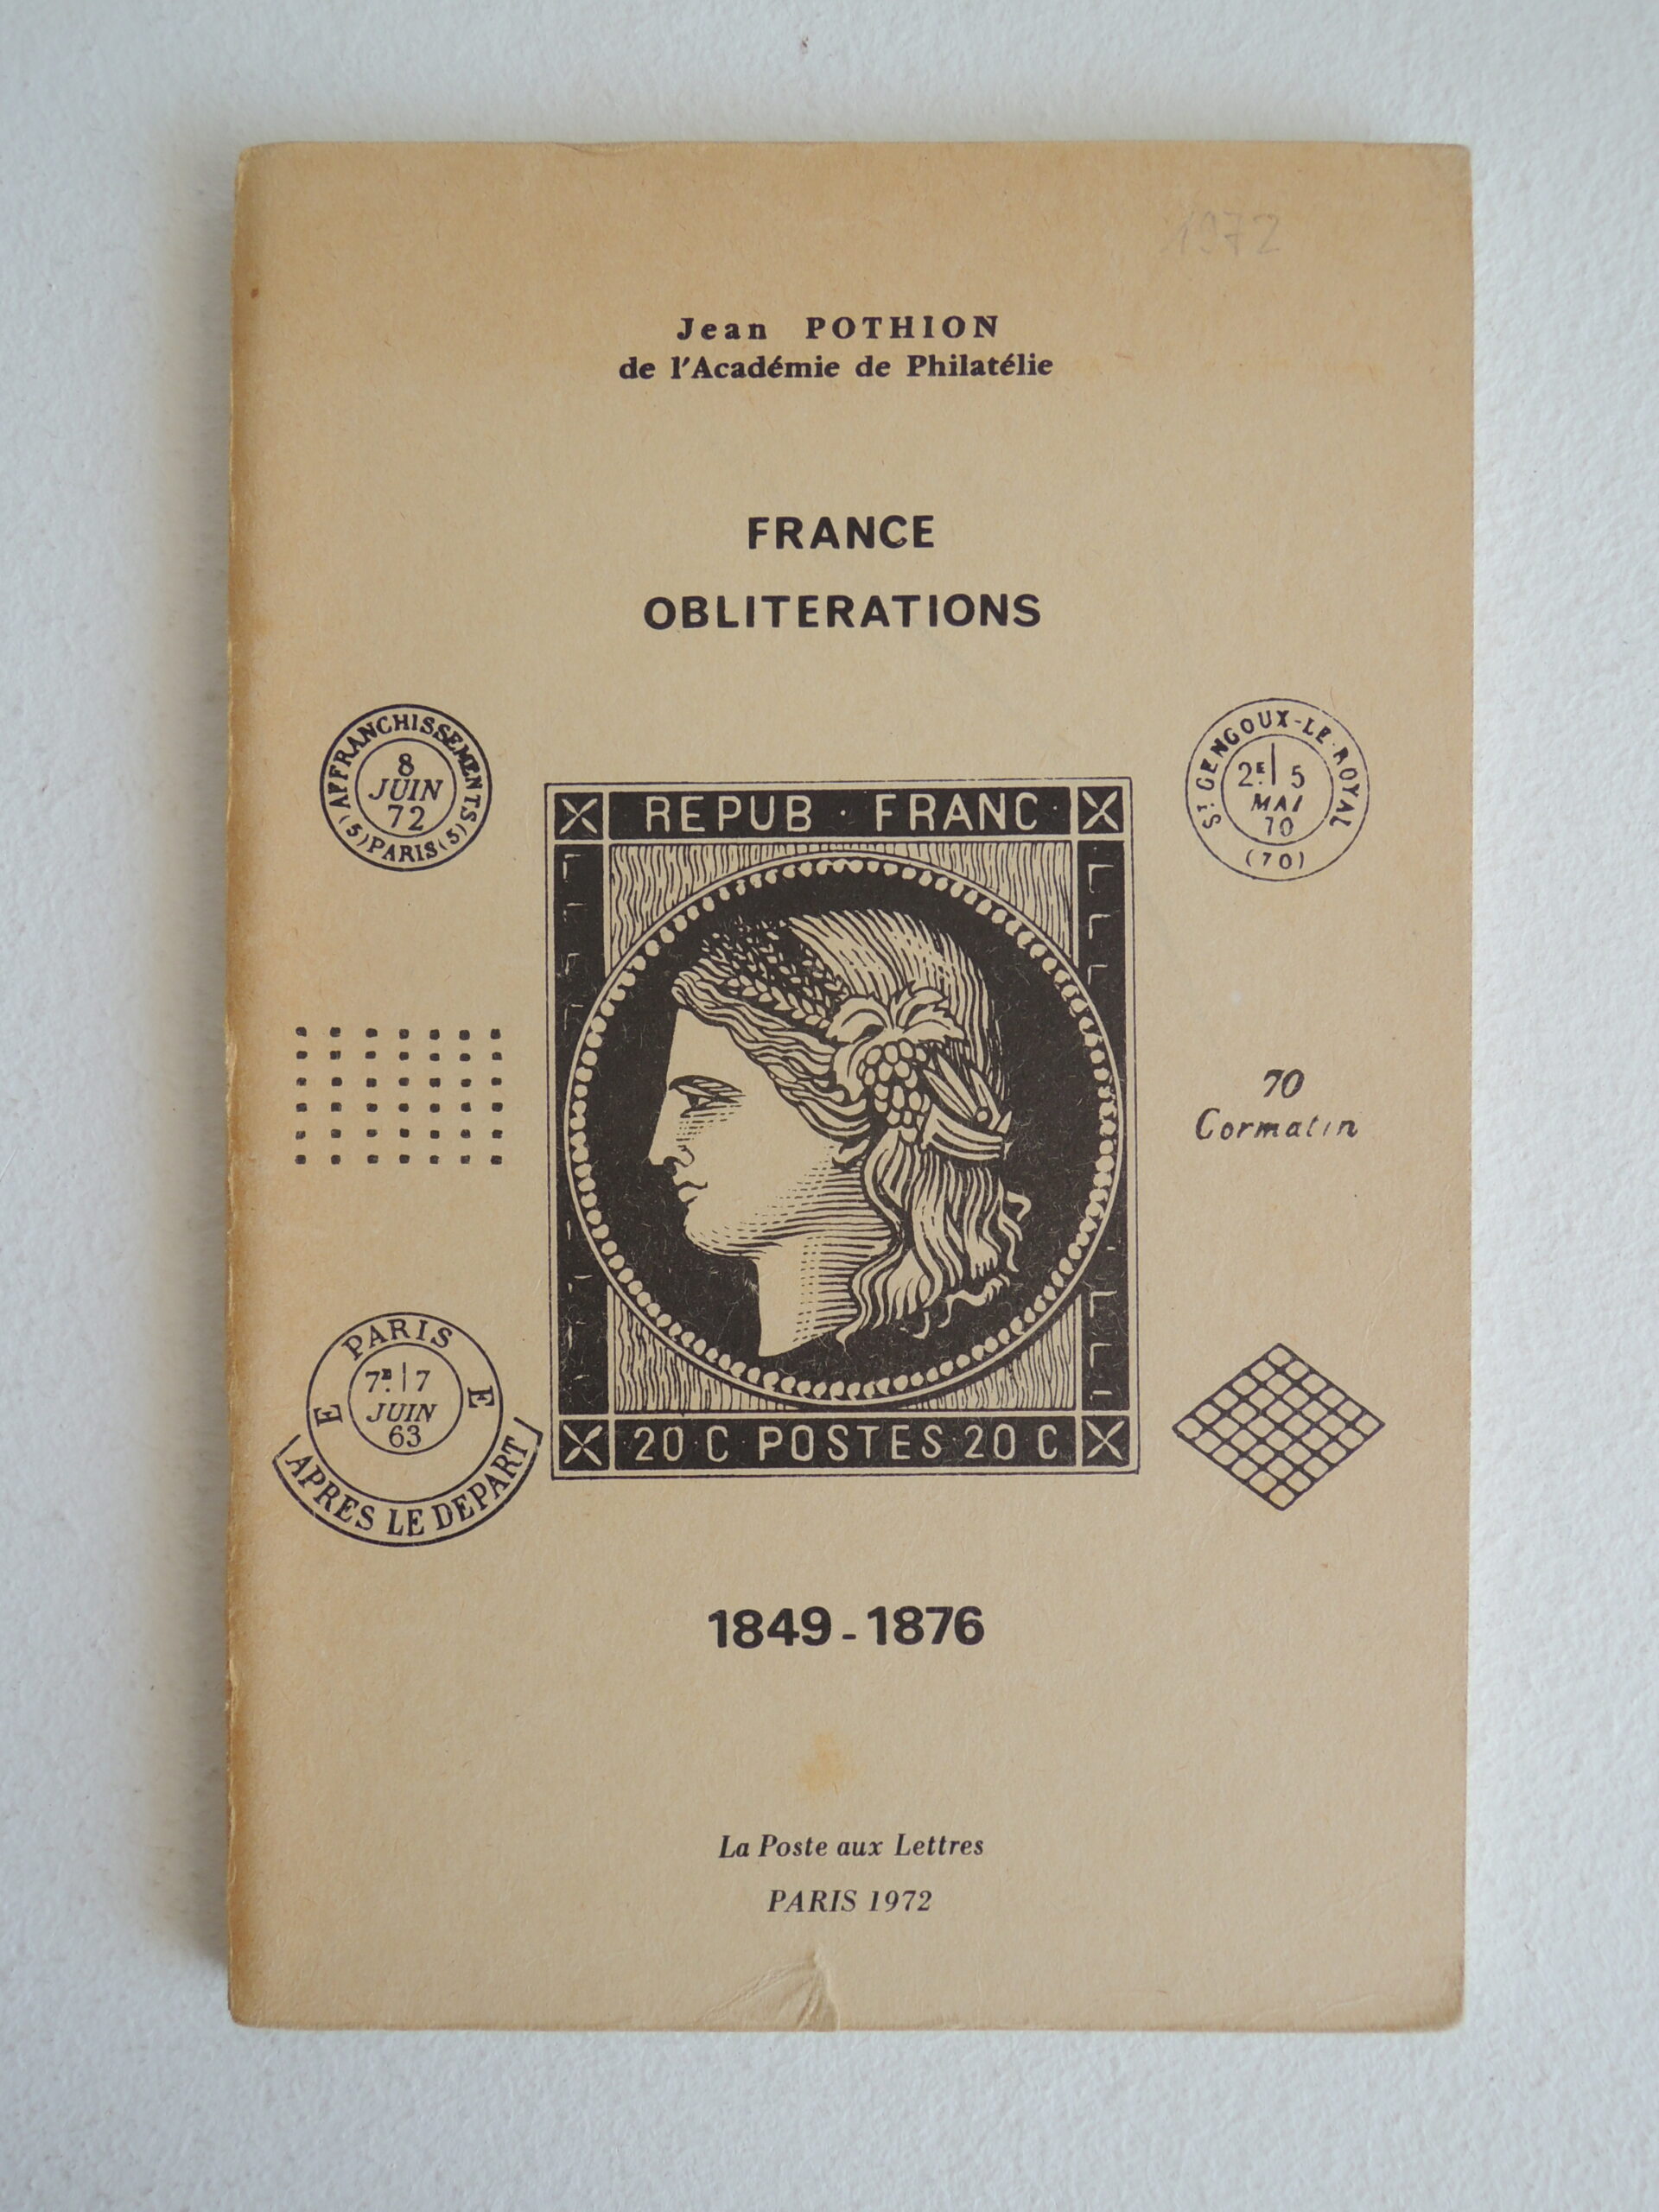 1972
Jean POTHION
de l'Académie de Philatélie
FRANCE
OBLITERATIONS
AFFRANCHISSEMENTS
8
JUIN
72
(5) PARIS (5)
ST GENGOUX-LE-ROYAL
2E 5
MAI
70
(70)
REPUB · FRANC ·
70
Cormatin
PARIS
E E
7E 7
JUIN
63
APRES LE DEPART
20 · C · POSTES · 20 C
1849-1876
La Poste aux Lettres
PARIS 1972